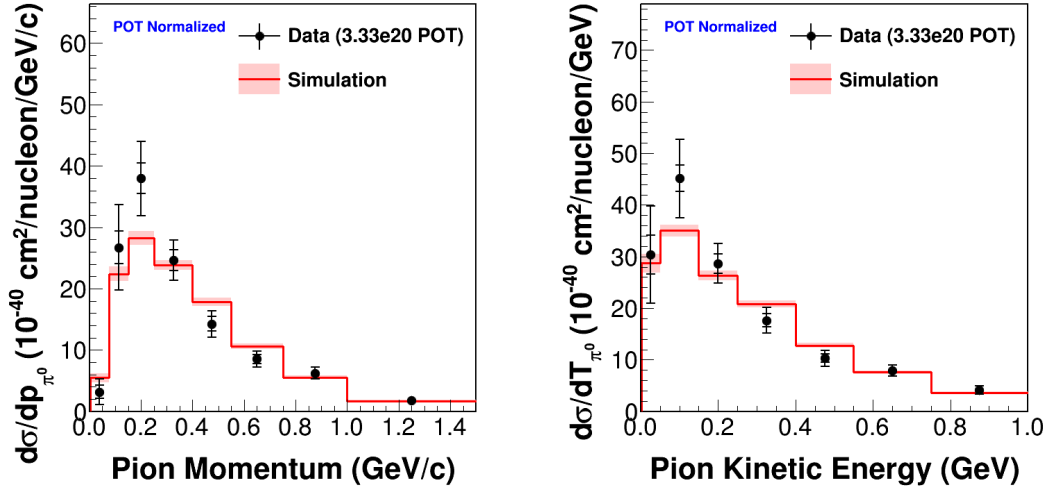 POT Normalized
Data (3.33e20 POT)
Simulation
dσ/dp_π⁰ (10⁻⁴⁰ cm²/nucleon/GeV/c)
60
50
40
30
20
10
0
0.0 0.2 0.4 0.6 0.8 1.0 1.2 1.4
Pion Momentum (GeV/c)
POT Normalized
Data (3.33e20 POT)
Simulation
dσ/dT_π⁰ (10⁻⁴⁰ cm²/nucleon/GeV)
70
60
50
40
30
20
10
0
0.0 0.2 0.4 0.6 0.8 1.0
Pion Kinetic Energy (GeV)